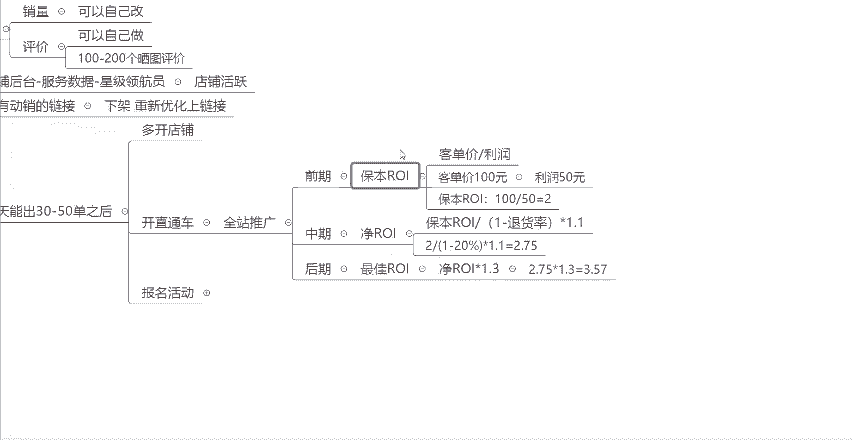 销量
可以自己改
评价
可以自己做
100-200个晒图评价
铺后台-服务数据-星级领航员
店铺活跃
有动销的链接
下架 重新优化上链接
天能出30-50单之后
多开店铺
开直通车
全站推广
前期
保本ROI
客单价/利润
客单价100元
利润50元
保本ROI：100/50=2
中期
净ROI
保本ROI/（1-退货率）*1.1
2/(1-20%)*1.1=2.75
后期
最佳ROI
净ROI*1.3
2.75*1.3=3.57
报名活动